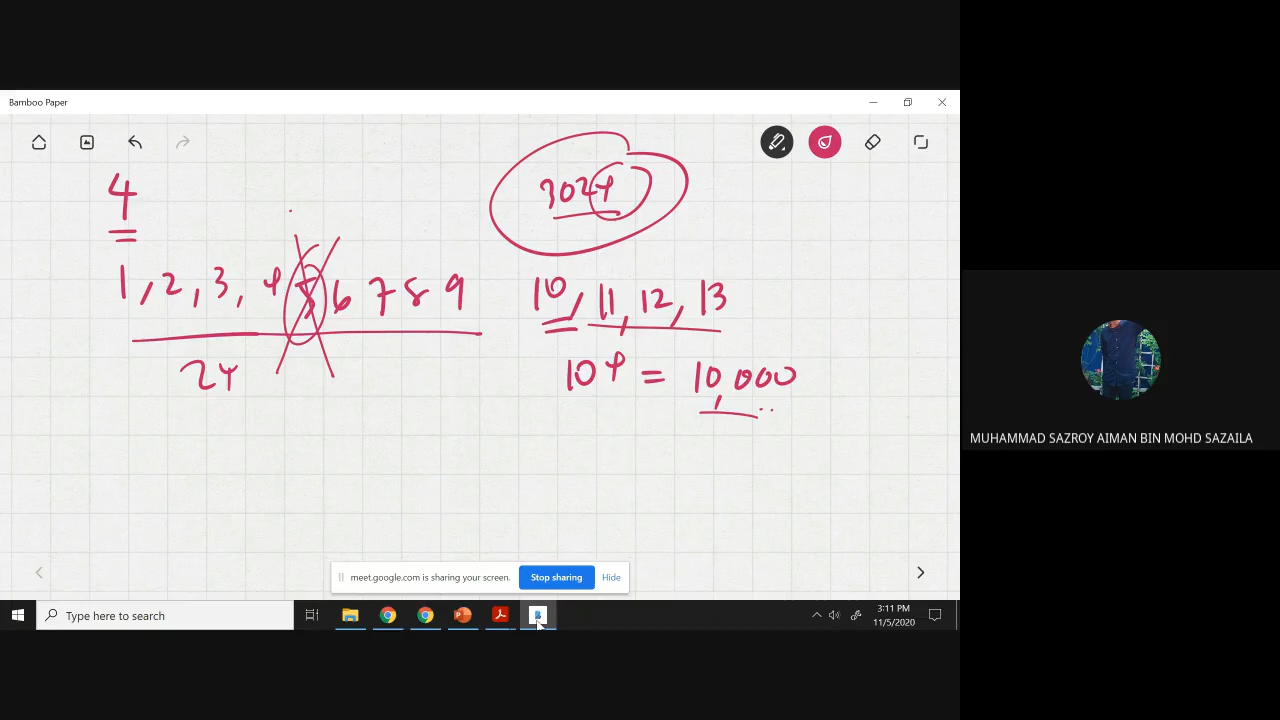 Bamboo Paper
4
3024
1, 2, 3, 4 5 6 7 8 9
10, 11, 12, 13
24
10⁴ = 10,000
MUHAMMAD SAZROY AIMAN BIN MOHD SAZAILA
meet.google.com is sharing your screen. Stop sharing Hide
Type here to search
3:11 PM
11/5/2020